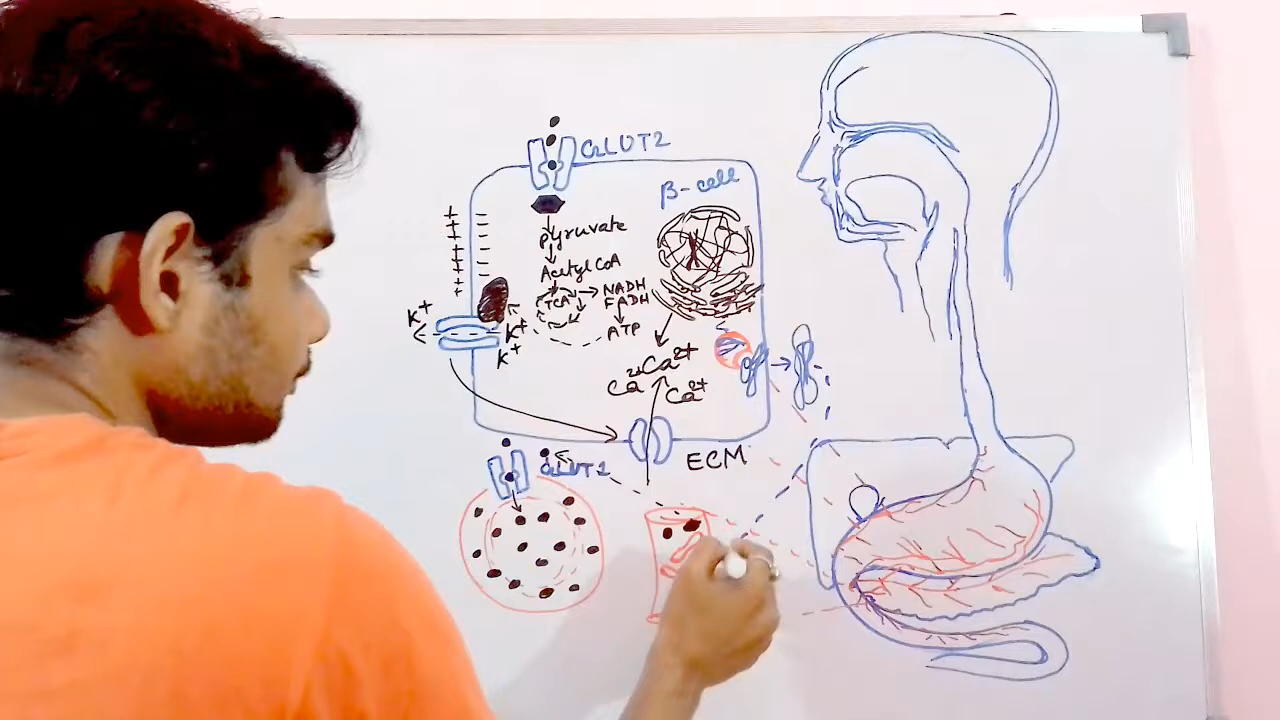 GLUT2
β-cell
pyruvate
Acetyl CoA
TCA
NADH
FADH
ATP
K⁺
K⁺
K⁺
Ca²⁺
Ca
Ca²⁺
ECM
GLUT2